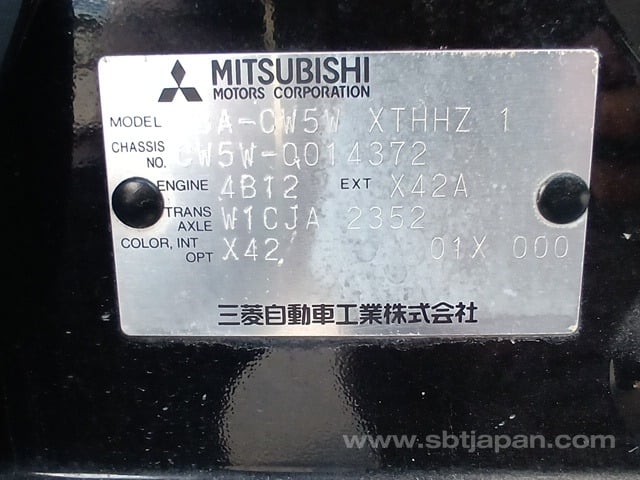 MITSUBISHI
MOTORS CORPORATION
MODEL BA-CW5W XTHHZ 1
CHASSIS NO. CW5W-0014372
ENGINE 4B12 EXT X42A
TRANS AXLE W1CJA 2352
COLOR, INT OPT X42 01X 000
三菱自動車工業株式会社
www.sbtjapan.com